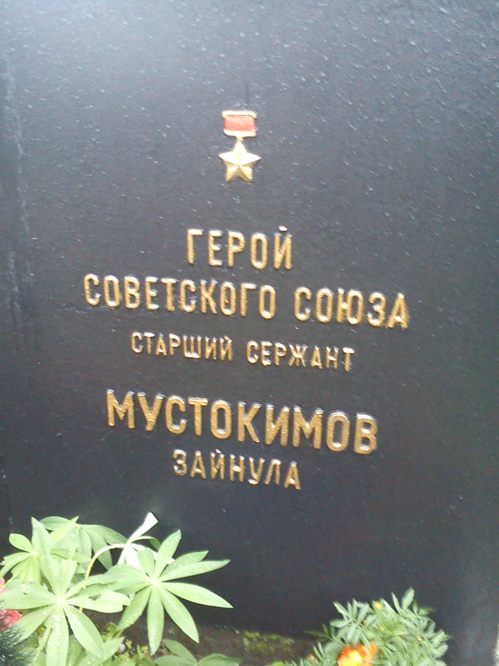 ГЕРОЙ
СОВЕТСКОГО СОЮЗА
СТАРШИЙ СЕРЖАНТ
МУСТОКИМОВ
ЗАЙНУЛА